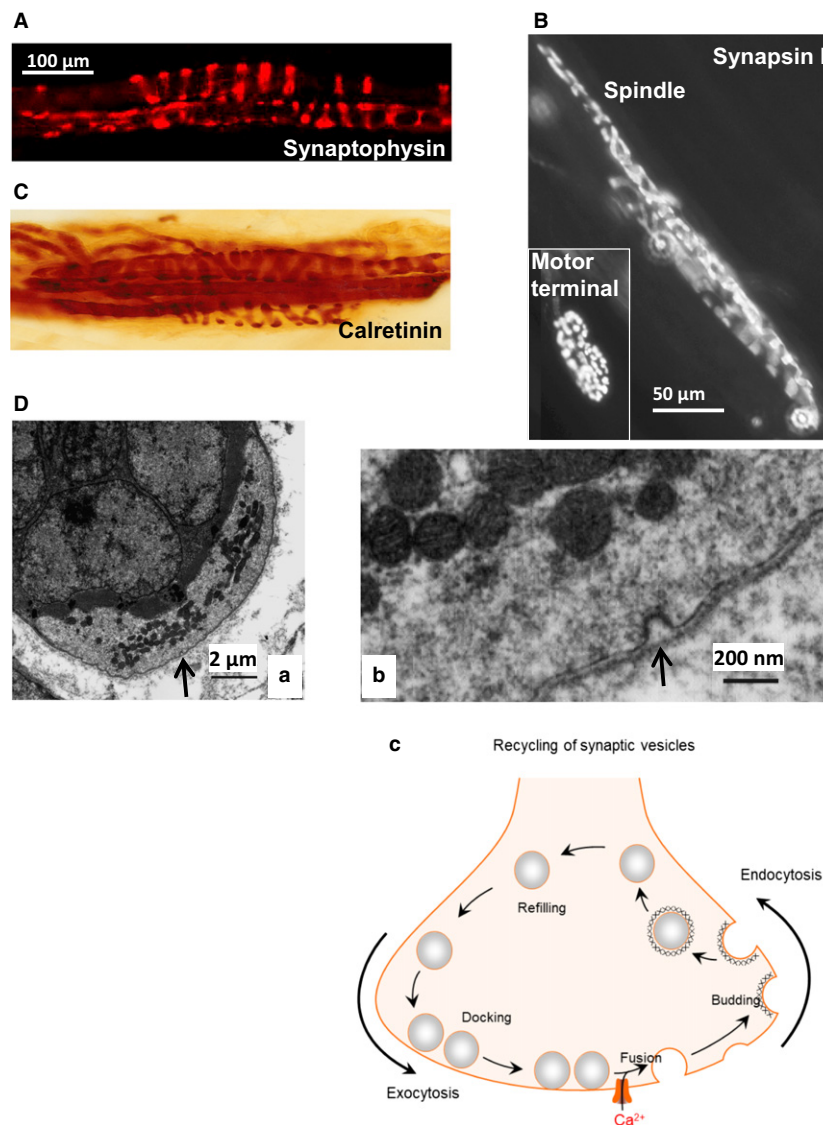 A
100 µm
Synaptophysin
B
Synapsin I
Spindle
Motor
terminal
50 µm
C
Calretinin
D
2 µm
a
b
200 nm
c
Recycling of synaptic vesicles
Endocytosis
Refilling
Budding
Docking
Fusion
Exocytosis
Ca²⁺